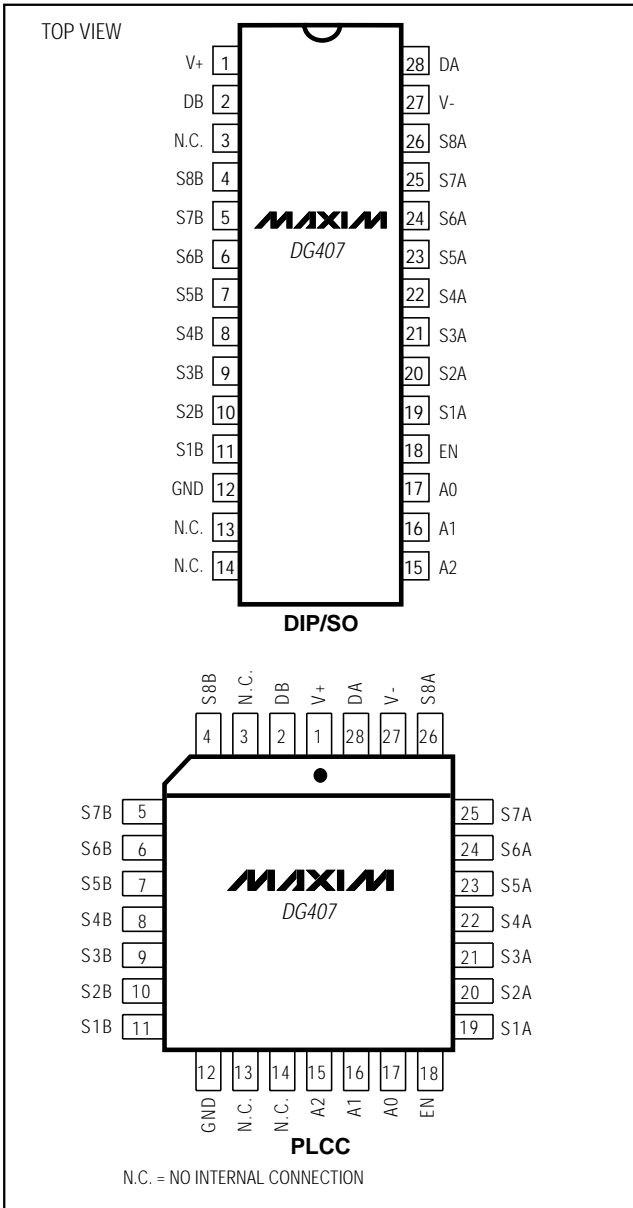 TOP VIEW
V+ 1 28 DA
DB 2 27 V-
N.C. 3 26 S8A
S8B 4 25 S7A
S7B 5 MAXIM 24 S6A
S6B 6 DG407 23 S5A
S5B 7 22 S4A
S4B 8 21 S3A
S3B 9 20 S2A
S2B 10 19 S1A
S1B 11 18 EN
GND 12 17 A0
N.C. 13 16 A1
N.C. 14 15 A2
DIP/SO
S8B N.C. DB V+ DA V- S8A
4 3 2 1 28 27 26
S7B 5 25 S7A
S6B 6 24 S6A
S5B 7 MAXIM 23 S5A
S4B 8 DG407 22 S4A
S3B 9 21 S3A
S2B 10 20 S2A
S1B 11 19 S1A
12 13 14 15 16 17 18
GND N.C. N.C. A2 A1 A0 EN
PLCC
N.C. = NO INTERNAL CONNECTION